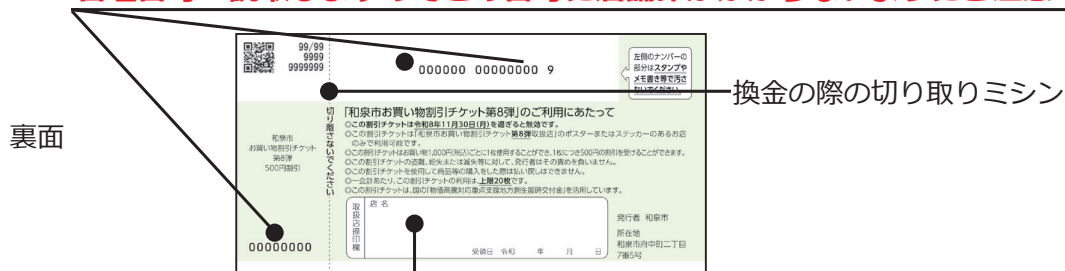 99/99
9999
9999999
000000 00000000 9
左側のナンバーの
部分はスタンプや
メモ書き等で汚さ
ないでください
換金の際の切り取りミシン
裏面
切り離さないでください
和泉市
お買い物割引チケット
第8弾
500円割引
00000000
「和泉市お買い物割引チケット第8弾」のご利用にあたって
◎この割引チケットは令和8年11月30日(月)を過ぎると無効です。
◎この割引チケットは「和泉市お買い物割引チケット第8弾取扱店」のポスターまたはステッカーのあるお店
のみで利用可能です。
◎この割引チケットはお買い物1,000円(税込)ごとに1枚使用することができ、1枚につき500円の割引を受けることができます。
◎この割引チケットの盗難、紛失または滅失等に対して、発行者はその責めを負いません。
◎この割引チケットを使用して商品等の購入をした際は払い戻しはできません。
◎一会計あたり、この割引チケットの利用は上限20枚です。
◎この割引チケットは、国の「物価高騰対応重点支援地方創生臨時交付金」を活用しています。
取扱店捺印欄
店名
受領日 令和 年 月 日
発行者 和泉市
所在地
和泉市府中町二丁目
7番5号